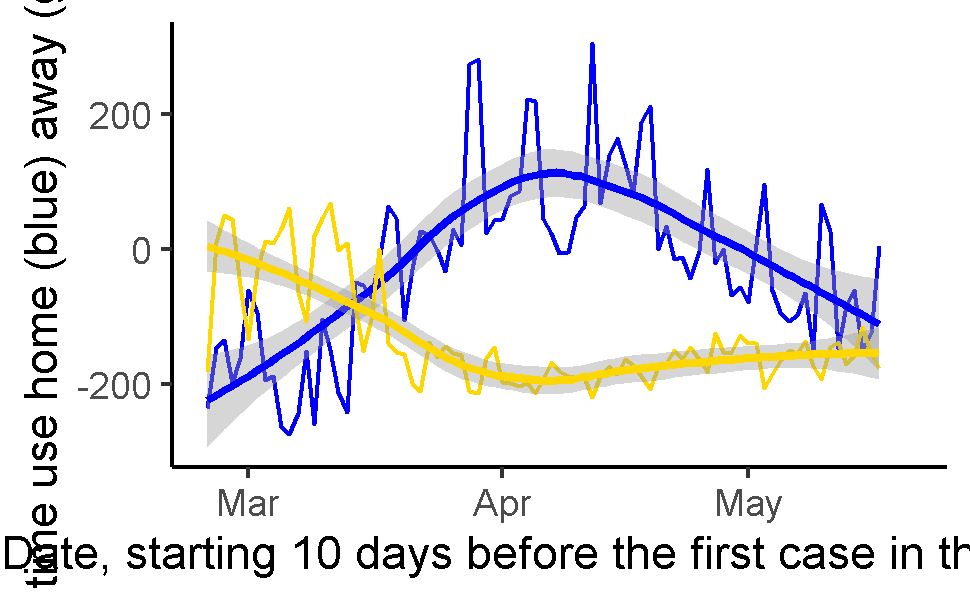 time use home (blue) away (
200
0
-200
Mar Apr May
Date, starting 10 days before the first case in th